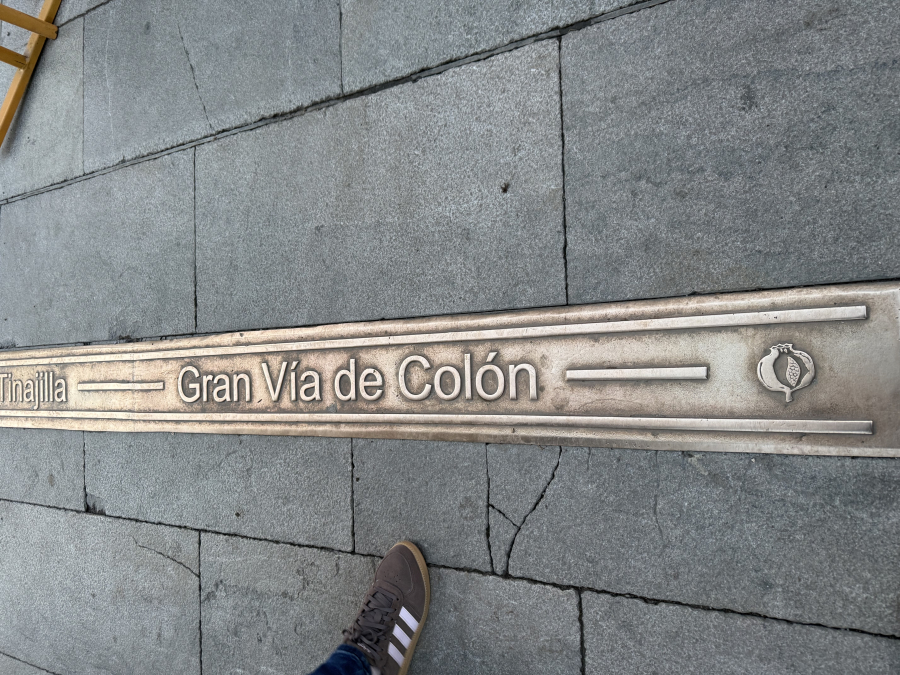 Tinajilla — Gran Vía de Colón —